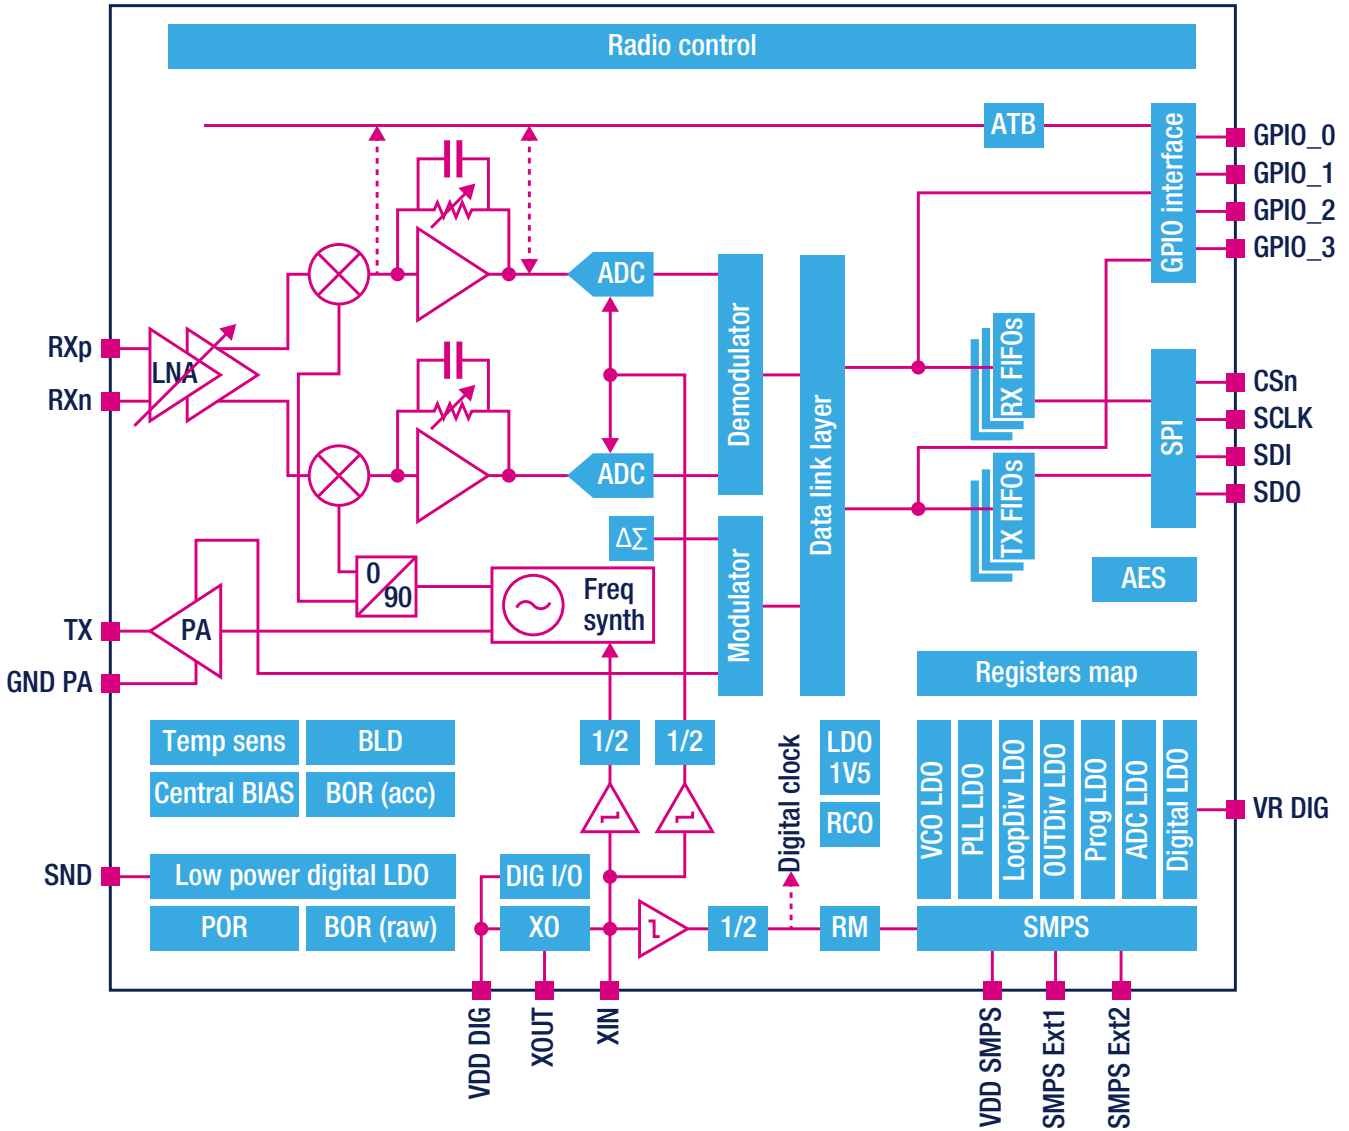 Radio control
ATB
GPIO interface
GPIO_0
GPIO_1
GPIO_2
GPIO_3
ADC
RXp
RXn
LNA
Demodulator
Data link layer
RX FIFOs
SPI
CSn
SCLK
SDI
SDO
ADC
TX FIFOs
ΔΣ
Modulator
AES
0
90
Freq
synth
TX
PA
GND PA
Registers map
Temp sens
BLD
Central BIAS
BOR (acc)
1/2
1/2
Digital clock
LDO
1V5
RCO
VCO LDO
PLL LDO
LoopDiv LDO
OUTDiv LDO
Prog LDO
ADC LDO
Digital LDO
VR DIG
SND
Low power digital LDO
DIG I/O
POR
BOR (raw)
XO
1/2
RM
SMPS
VDD DIG
XOUT
XIN
VDD SMPS
SMPS Ext1
SMPS Ext2